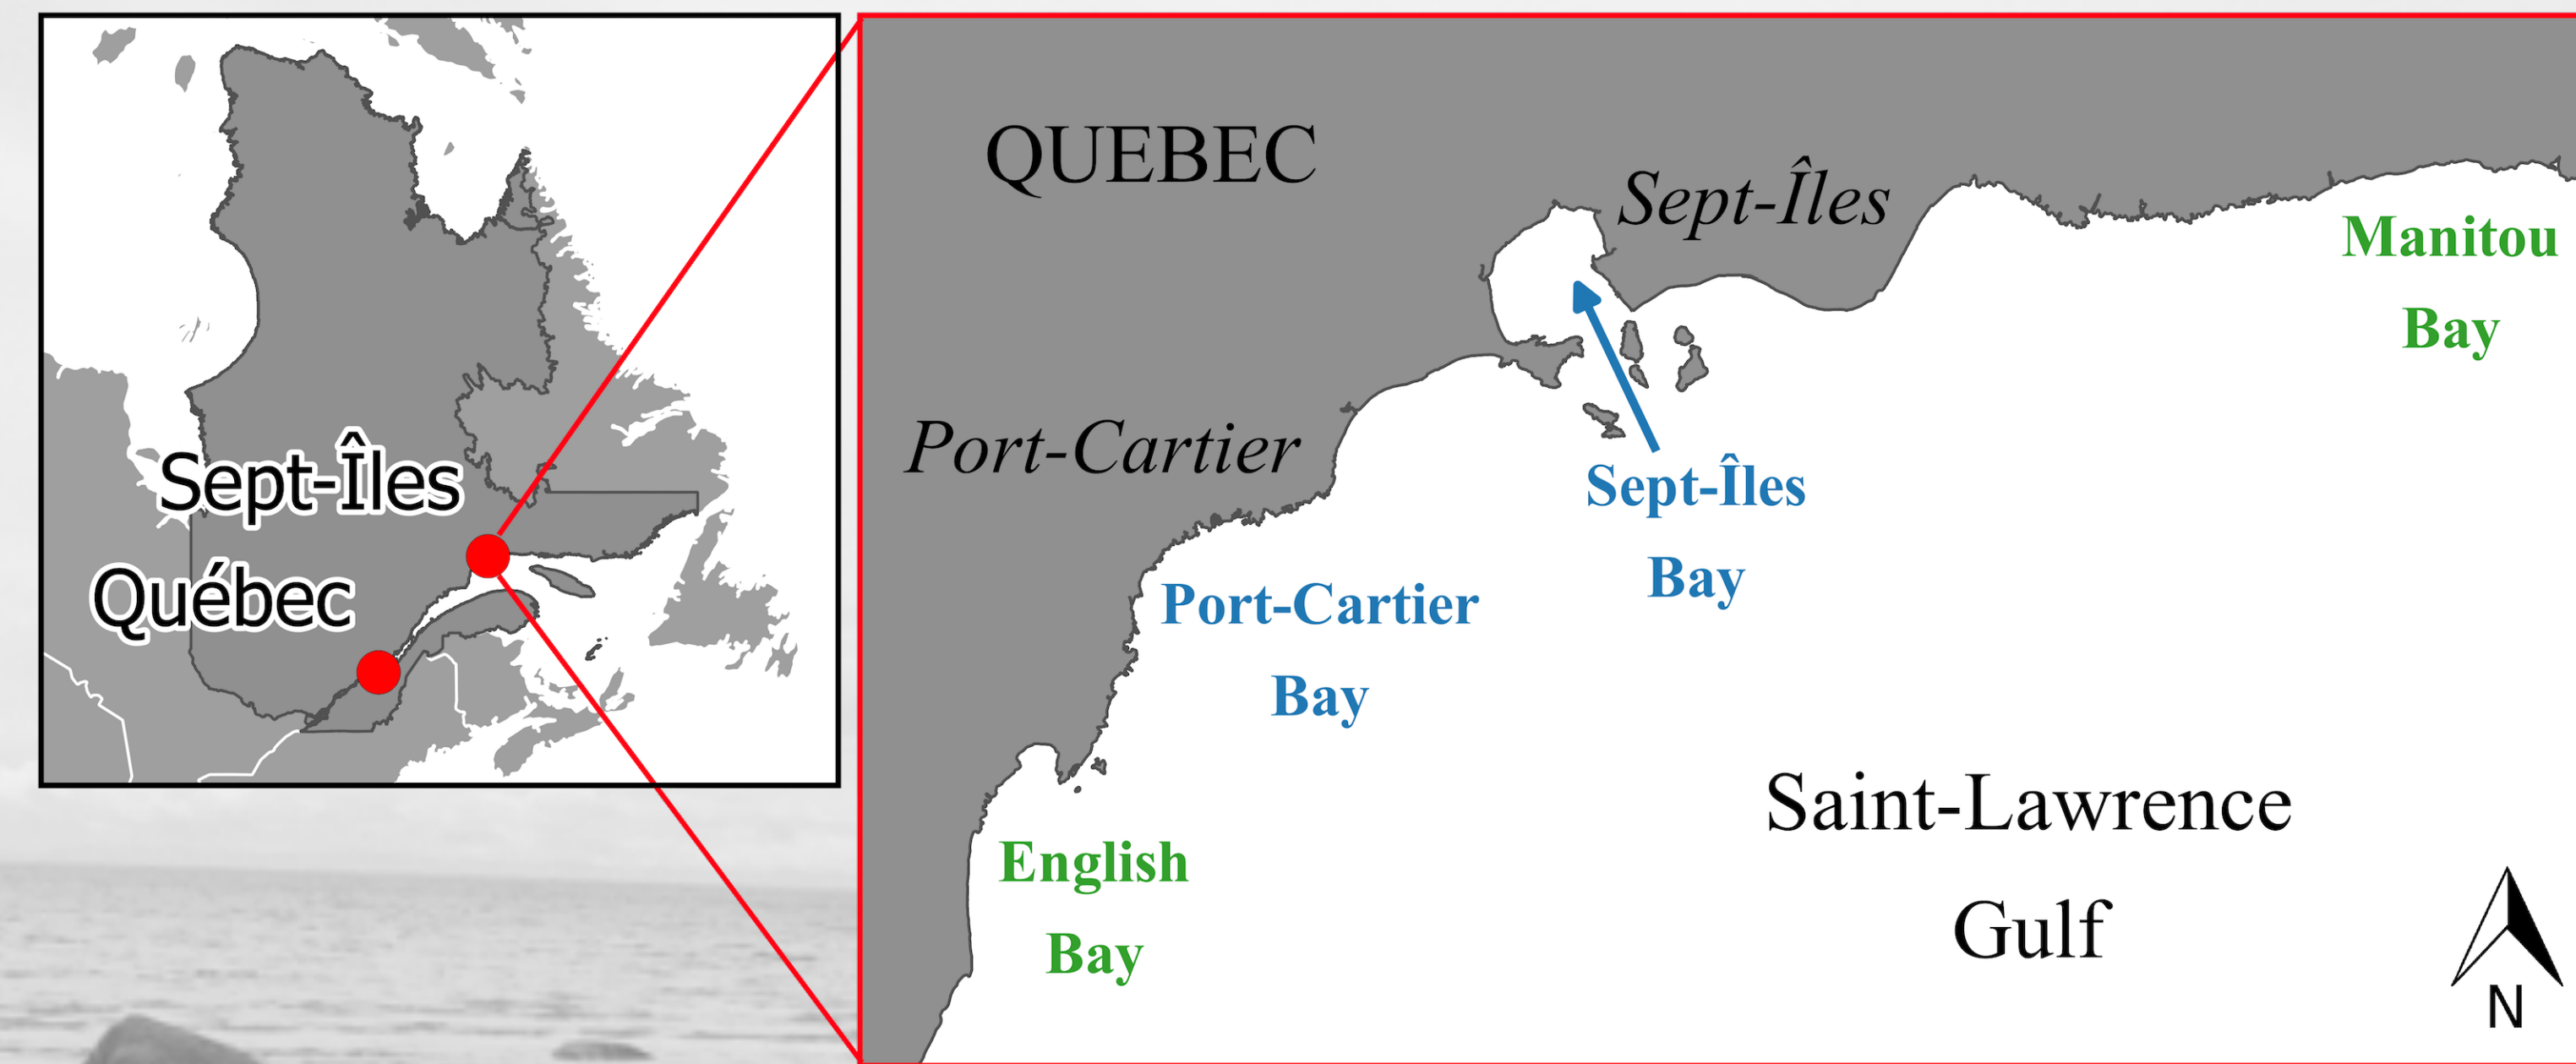 Sept-Îles
Québec
QUEBEC
Sept-Îles
Manitou
Bay
Port-Cartier
Sept-Îles
Bay
Port-Cartier
Bay
Saint-Lawrence
Gulf
English
Bay
N